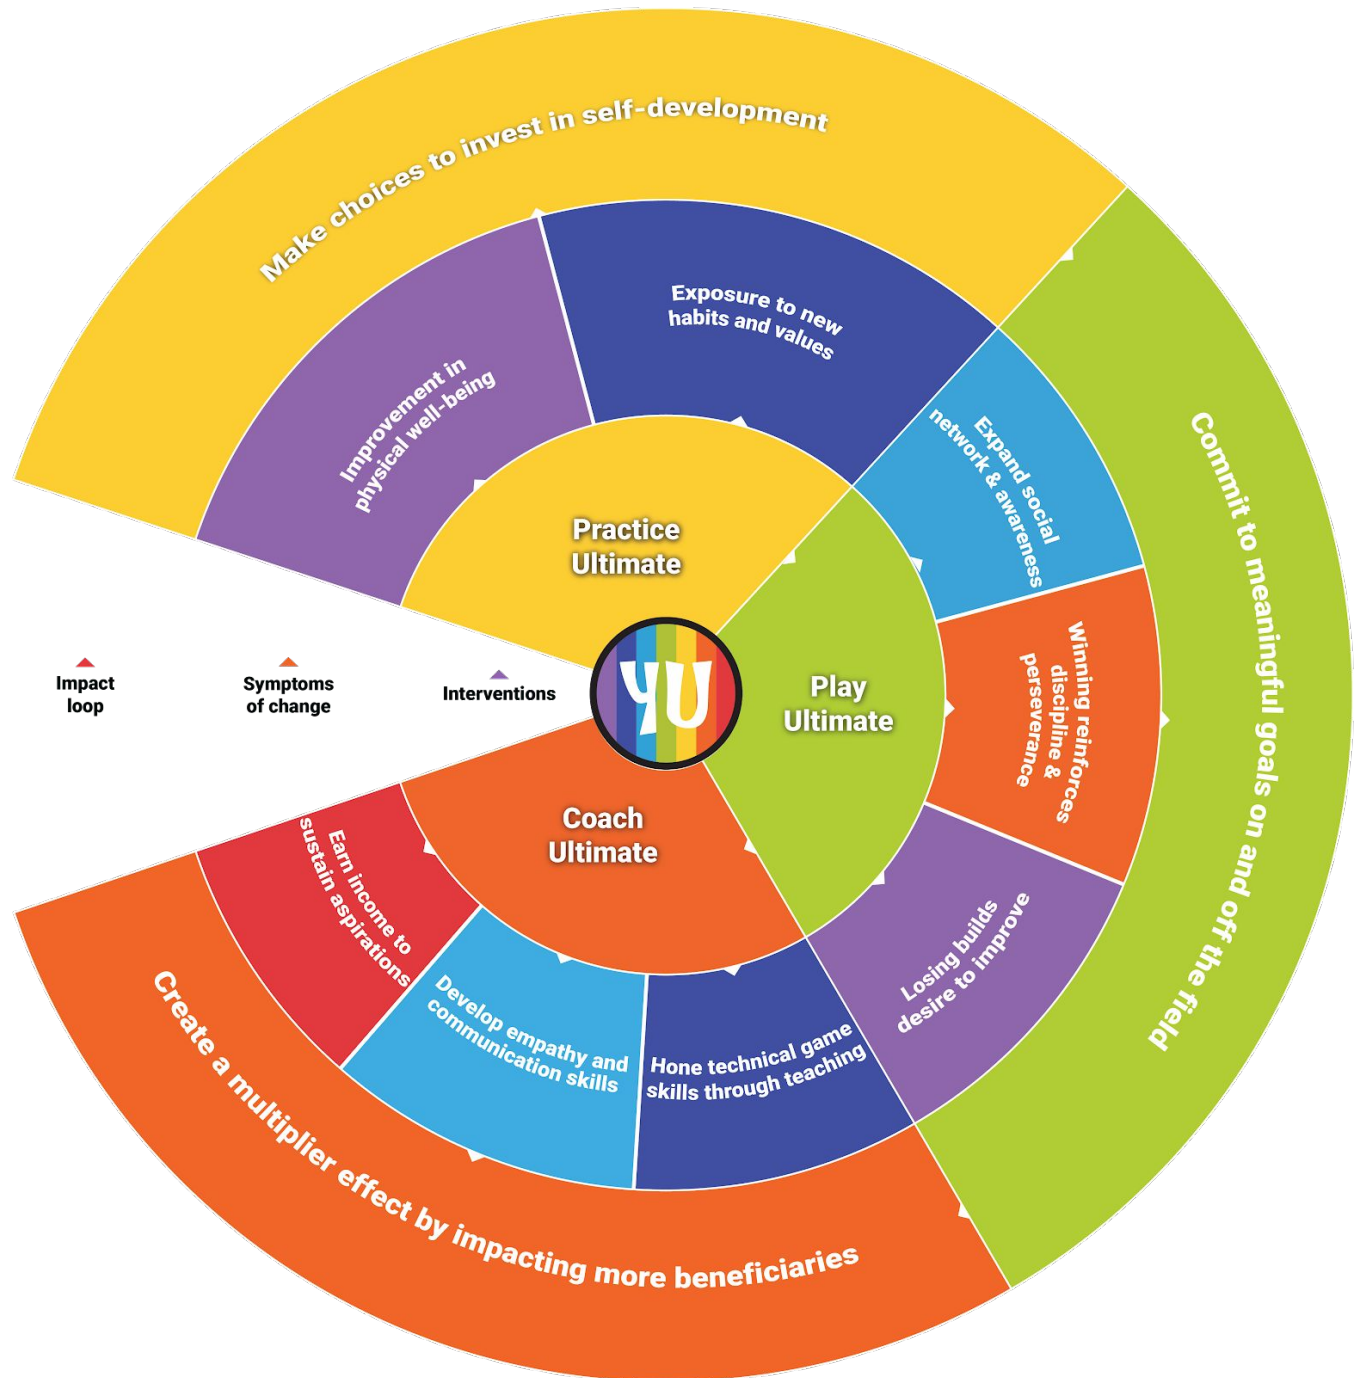 Make choices to invest in self-development
Exposure to new
habits and values
Improvement in
physical well-being
Practice
Ultimate
Expand social
network & awareness
Commit to meaningful goals on and off the field
Winning reinforces
discipline &
perseverance
Play
Ultimate
Losing builds
desire to improve
Impact
loop
Symptoms
of change
Interventions
YU
Coach
Ultimate
Earn income to
sustain aspirations
Develop empathy and
communication skills
Hone technical game
skills through teaching
Create a multiplier effect by impacting more beneficiaries